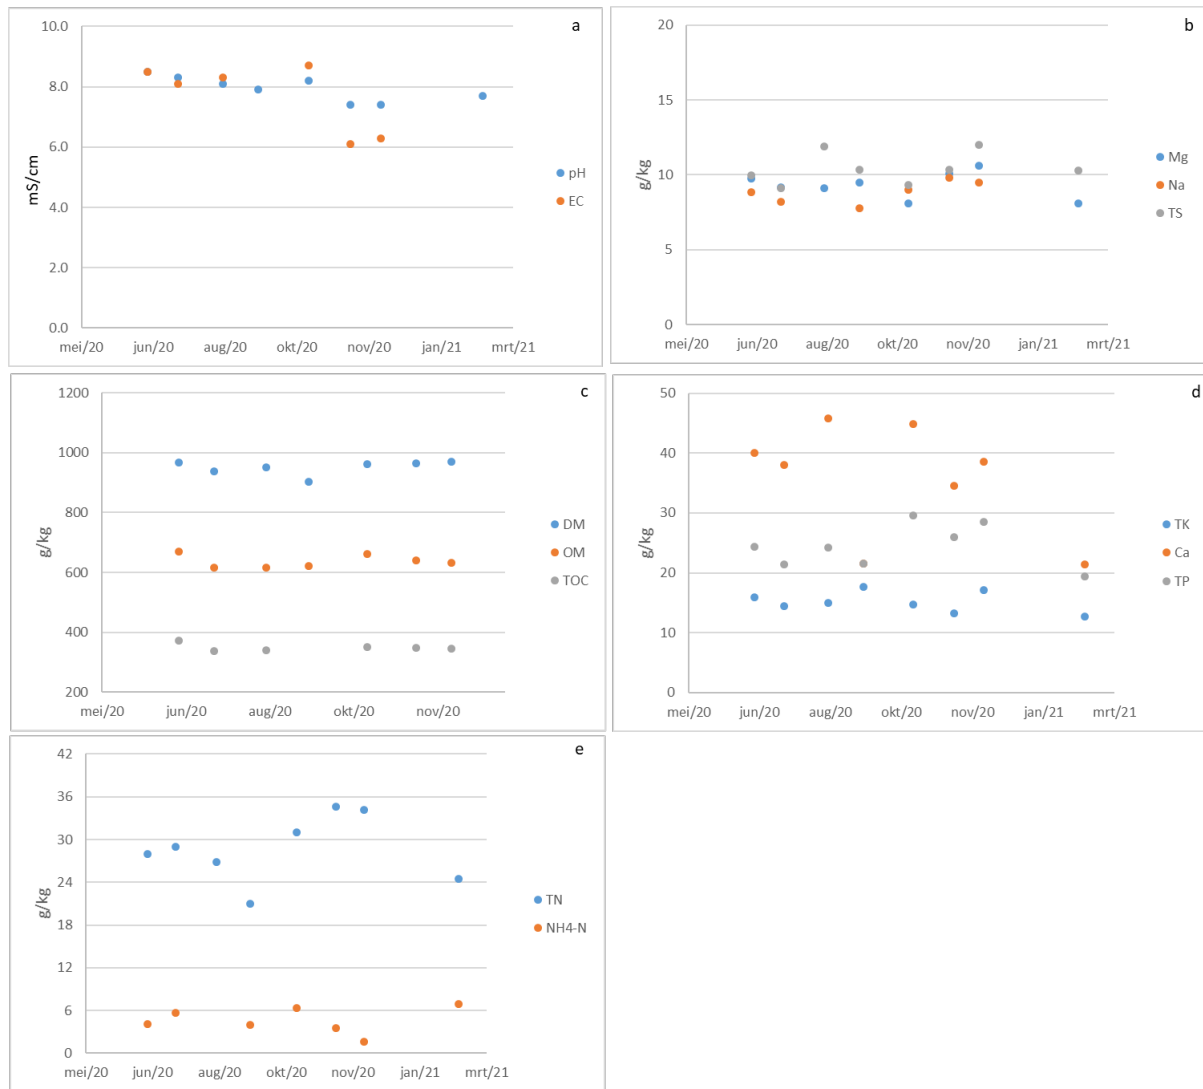 a
10.0
8.0
6.0
4.0
2.0
0.0
mS/cm
mei/20 jun/20 aug/20 okt/20 nov/20 jan/21 mrt/21
pH
EC
b
20
15
10
5
0
g/kg
mei/20 jun/20 aug/20 okt/20 nov/20 jan/21 mrt/21
Mg
Na
TS
c
1200
1000
800
600
400
200
g/kg
mei/20 jun/20 aug/20 okt/20 nov/20
DM
OM
TOC
d
50
40
30
20
10
0
g/kg
mei/20 jun/20 aug/20 okt/20 nov/20 jan/21 mrt/21
TK
Ca
TP
e
42
36
30
24
18
12
6
0
g/kg
mei/20 jun/20 aug/20 okt/20 nov/20 jan/21 mrt/21
TN
NH4-N